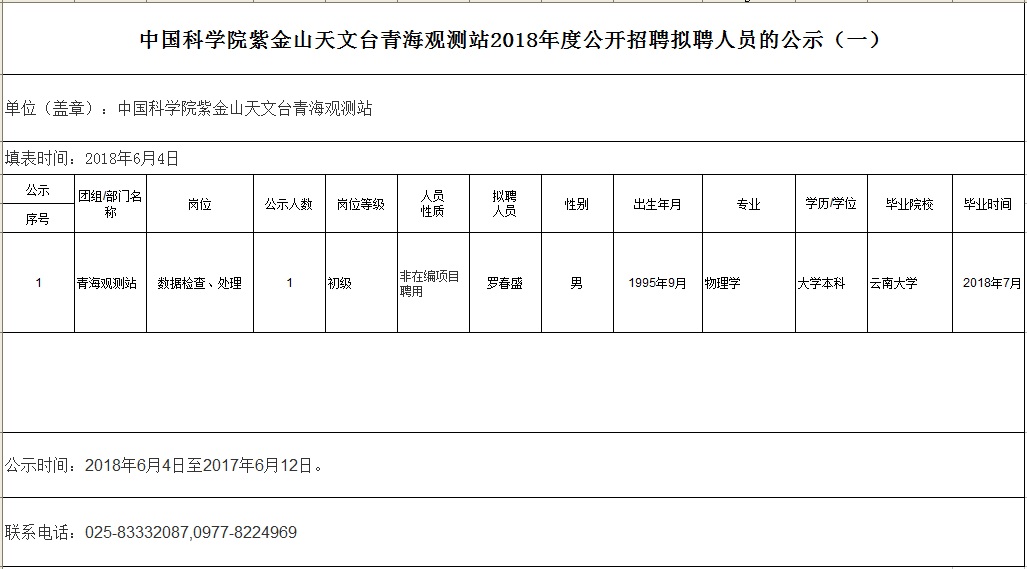 中国科学院紫金山天文台青海观测站2018年度公开招聘拟聘人员的公示（一）
单位（盖章）：中国科学院紫金山天文台青海观测站
填表时间：2018年6月4日
公示
序号
团组/部门名
称
岗位
公示人数
岗位等级
人员
性质
拟聘
人员
性别
出生年月
专业
学历/学位
毕业院校
毕业时间
1
青海观测站
数据检查、处理
1
初级
非在编项目
聘用
罗春盛
男
1995年9月
物理学
大学本科
云南大学
2018年7月
公示时间：2018年6月4日至2017年6月12日。
联系电话：025-83332087,0977-8224969